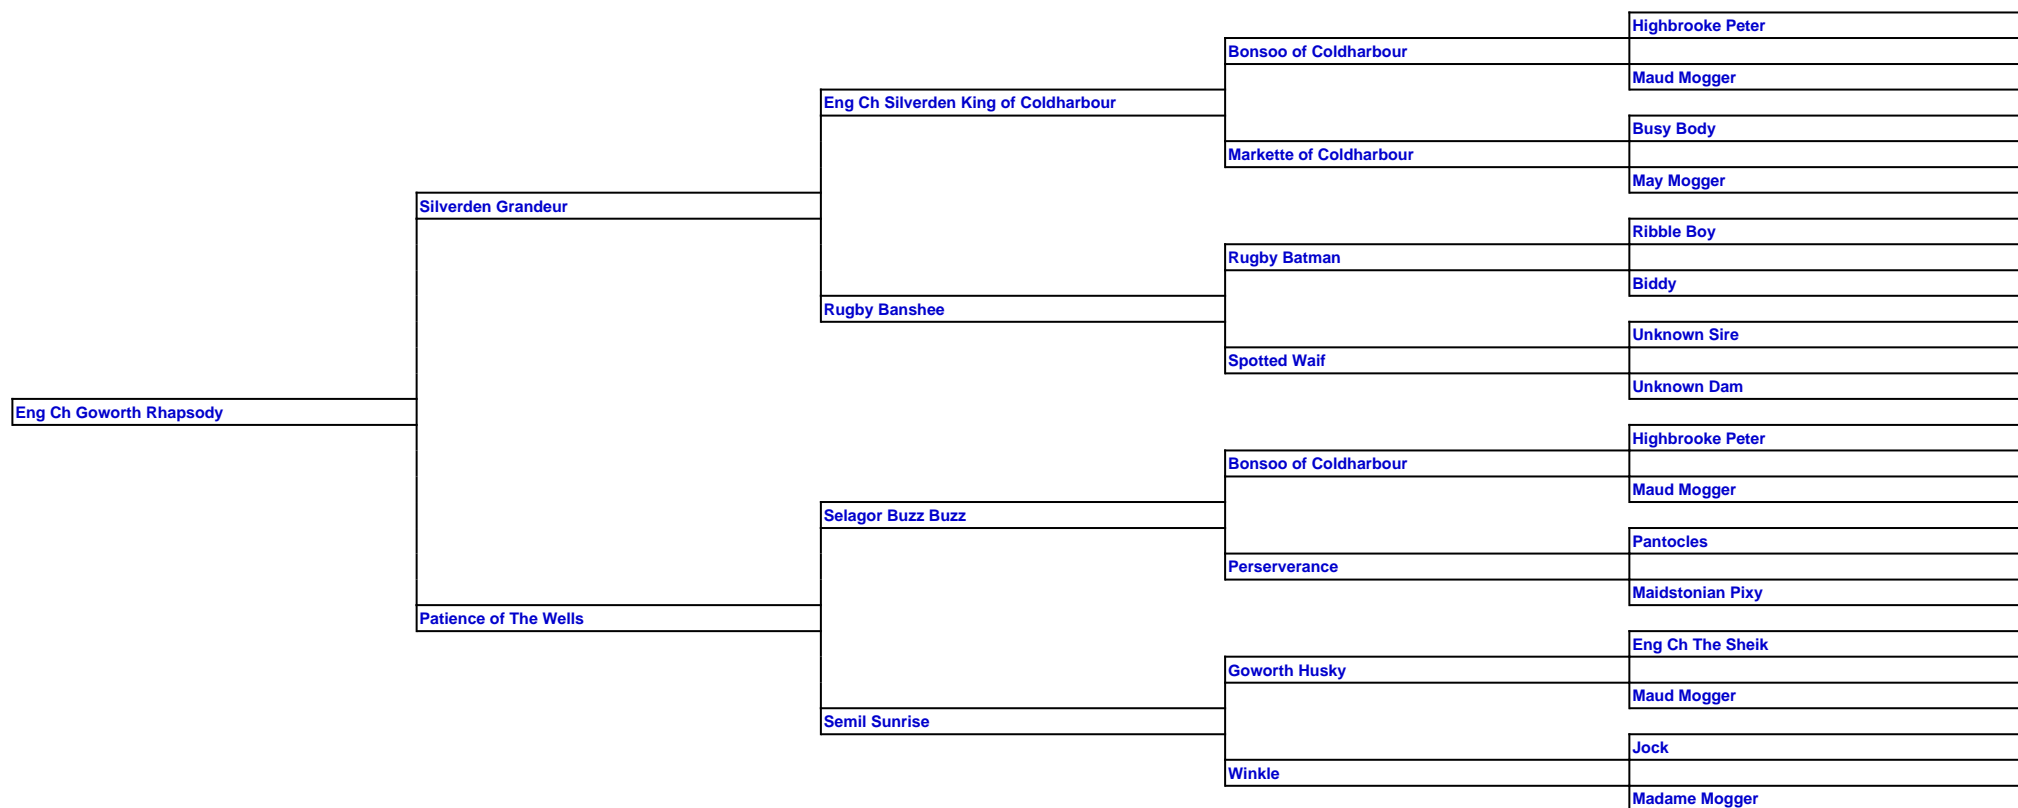 Highbrooke Peter
Bonsoo of Coldharbour
Maud Mogger
Eng Ch Silverden King of Coldharbour
Busy Body
Markette of Coldharbour
May Mogger
Silverden Grandeur
Ribble Boy
Rugby Batman
Biddy
Rugby Banshee
Unknown Sire
Spotted Waif
Unknown Dam
Eng Ch Goworth Rhapsody
Highbrooke Peter
Bonsoo of Coldharbour
Maud Mogger
Selagor Buzz Buzz
Pantocles
Perserverance
Maidstonian Pixy
Patience of The Wells
Eng Ch The Sheik
Goworth Husky
Maud Mogger
Semil Sunrise
Jock
Winkle
Madame Mogger